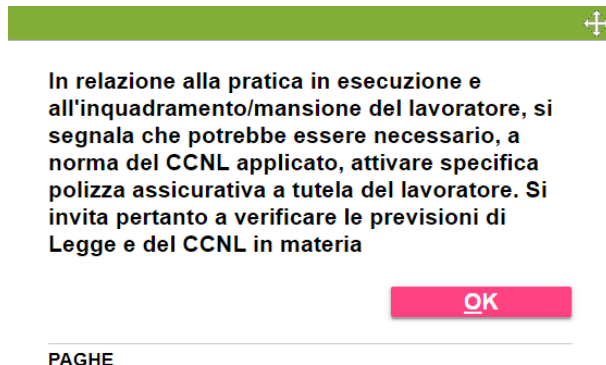 In relazione alla pratica in esecuzione e
all'inquadramento/mansione del lavoratore, si
segnala che potrebbe essere necessario, a
norma del CCNL applicato, attivare specifica
polizza assicurativa a tutela del lavoratore. Si
invita pertanto a verificare le previsioni di
Legge e del CCNL in materia
OK
PAGHE